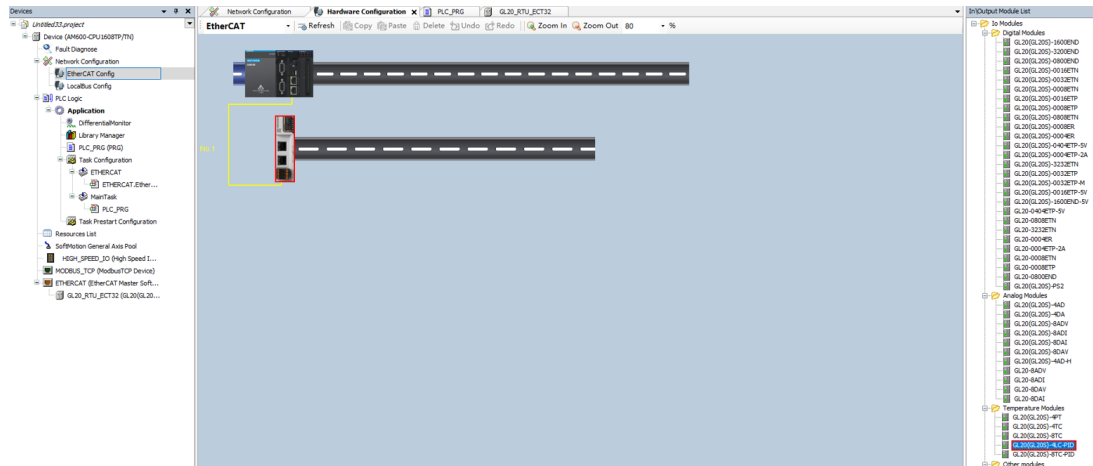 Devices
Untitled33.project
Device (AM600-CPU1608TP/TN)
Fault Diagnose
Network Configuration
EtherCAT Config
LocalBus Config
PLC Logic
Application
DifferentialMonitor
Library Manager
PLC_PRG (PRG)
Task Configuration
ETHERCAT
ETHERCAT.Ether...
MainTask
PLC_PRG
Task Prestart Configuration
Resources List
SoftMotion General Axis Pool
HIGH_SPEED_IO (High Speed I...
MODBUS_TCP (ModbusTCP Device)
ETHERCAT (EtherCAT Master Soft...
GL20_RTU_ECT32 (GL20(GL20...
Network Configuration Hardware Configuration X PLC_PRG GL20_RTU_ECT32
EtherCAT Refresh Copy Paste Delete Undo Redo Zoom In Zoom Out 80 %
No:1
In\Output Module List
Io Modules
Digital Modules
GL20(GL20S)-1600END
GL20(GL20S)-3200END
GL20(GL20S)-0800END
GL20(GL20S)-0016ETN
GL20(GL20S)-0032ETN
GL20(GL20S)-0008ETN
GL20(GL20S)-0016ETP
GL20(GL20S)-0008ETP
GL20(GL20S)-0808ETN
GL20(GL20S)-0008ER
GL20(GL20S)-0004ER
GL20(GL20S)-0404ETP-5V
GL20(GL20S)-0004ETP-2A
GL20(GL20S)-3232ETN
GL20(GL20S)-0032ETP
GL20(GL20S)-0032ETP-M
GL20(GL20S)-0016ETP-5V
GL20(GL20S)-1600END-5V
GL20-0404ETP-5V
GL20-0808ETN
GL20-3232ETN
GL20-0004ER
GL20-0004ETP-2A
GL20-0008ETN
GL20-0008ETP
GL20-0800END
GL20(GL20S)-PS2
Analog Modules
GL20(GL20S)-4AD
GL20(GL20S)-4DA
GL20(GL20S)-8ADV
GL20(GL20S)-8ADI
GL20(GL20S)-8DAI
GL20(GL20S)-8DAV
GL20(GL20S)-4AD-H
GL20-8ADV
GL20-8ADI
GL20-8DAV
GL20-8DAI
Temperature Modules
GL20(GL20S)-4PT
GL20(GL20S)-4TC
GL20(GL20S)-8TC
GL20(GL20S)-4LC-PID
GL20(GL20S)-8TC-PID
Other modules